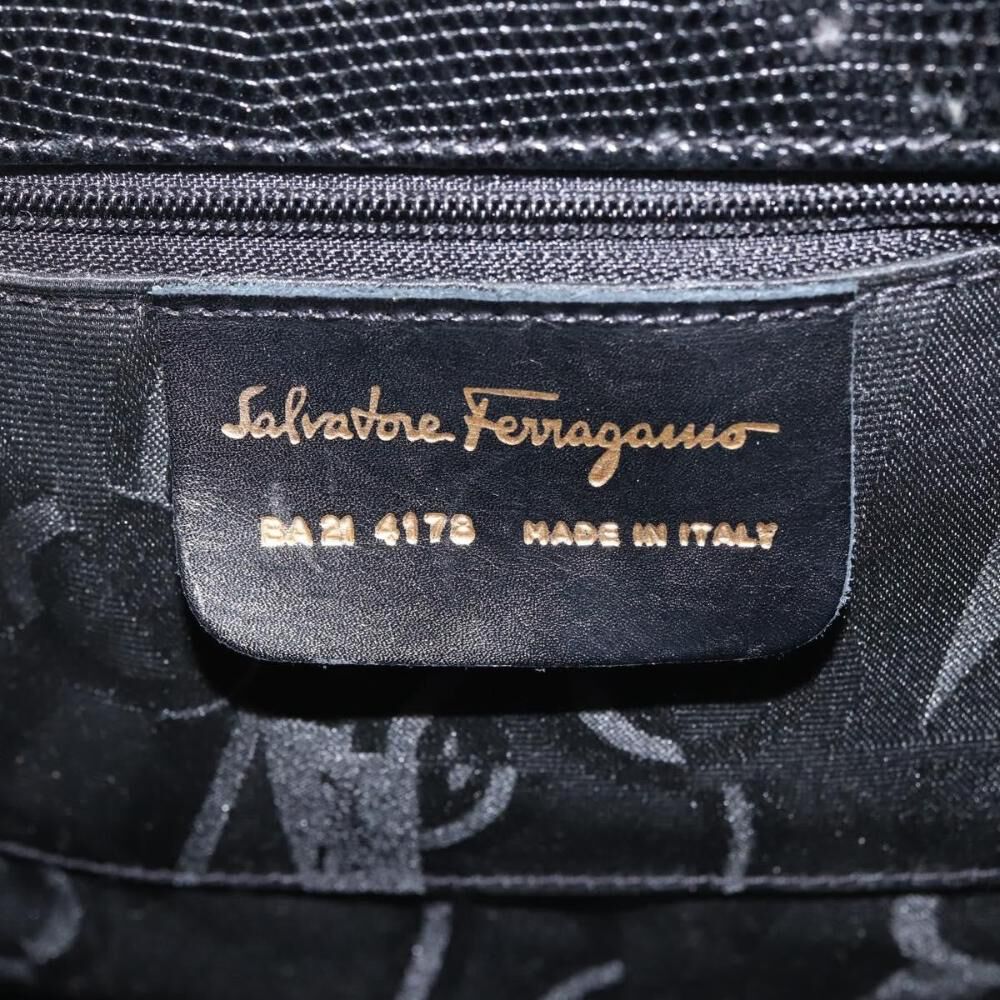 Salvatore Ferragamo
BA 21 4178 MADE IN ITALY